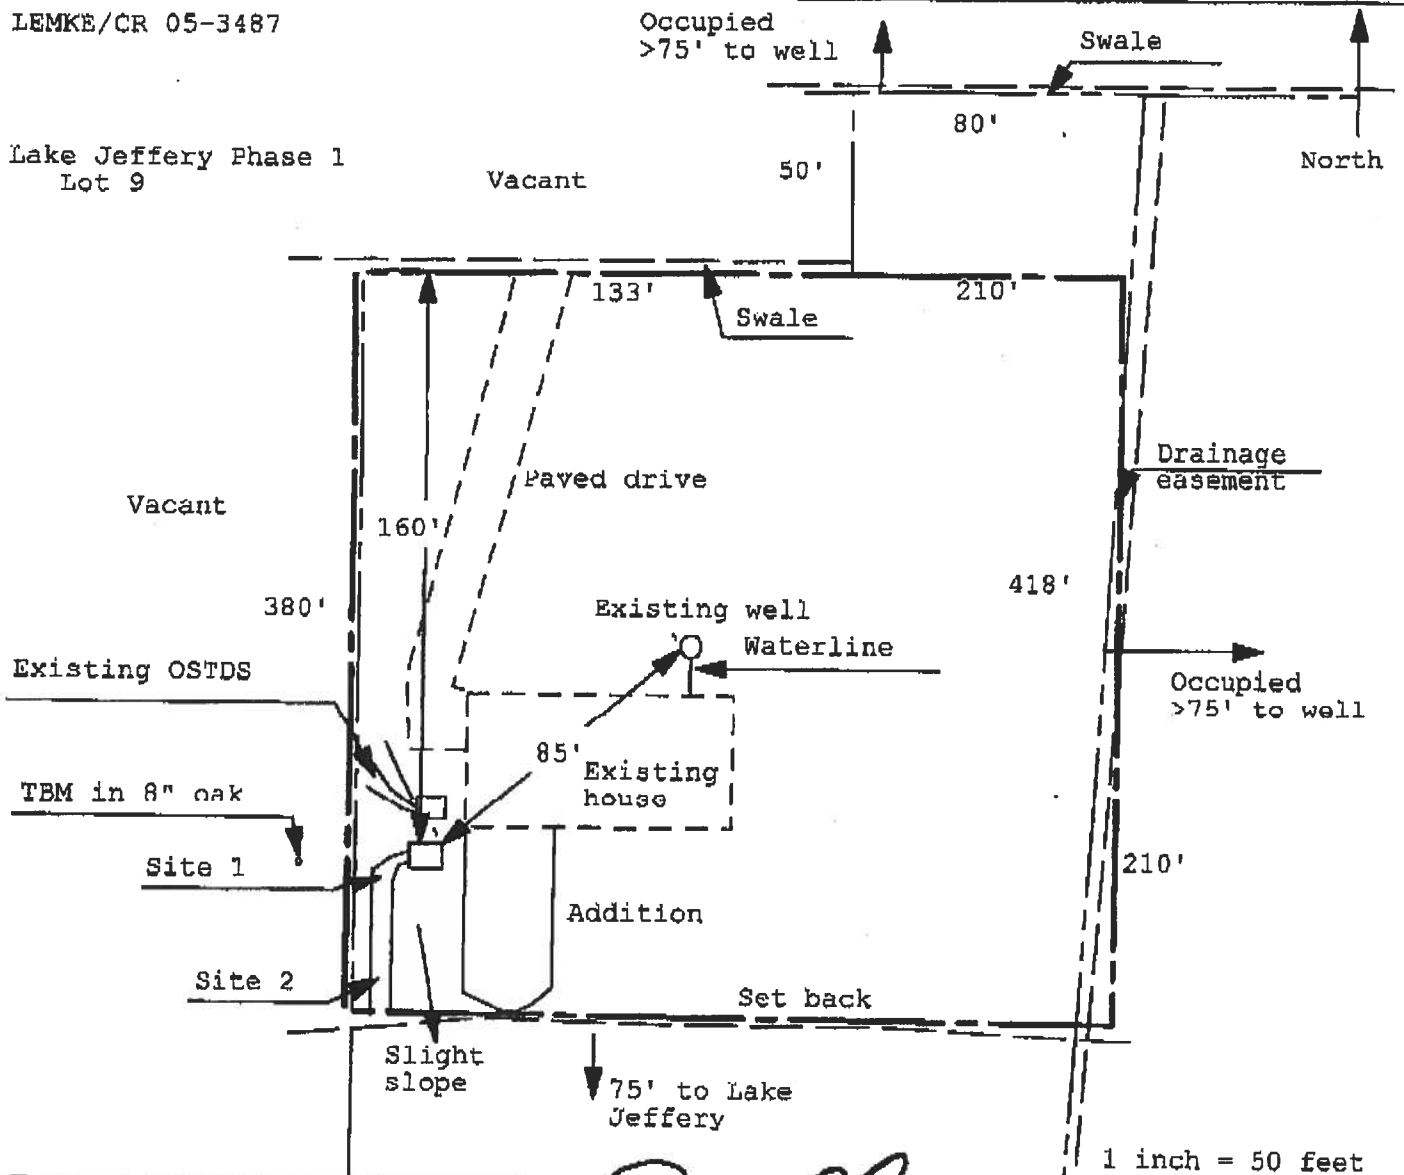 LEMKE/CR 05-3487
Occupied
>75' to well
Swale
80'
North
Lake Jeffery Phase 1
Lot 9
Vacant
50'
133'
210'
Swale
Paved drive
Drainage
easement
Vacant
160'
418'
380'
Existing well
Waterline
Existing OSTDS
Occupied
>75' to well
85'
Existing
house
TBM in 8" oak
Site 1
210'
Addition
Site 2
Set back
Slight
slope
75' to Lake
Jeffery
1 inch = 50 feet